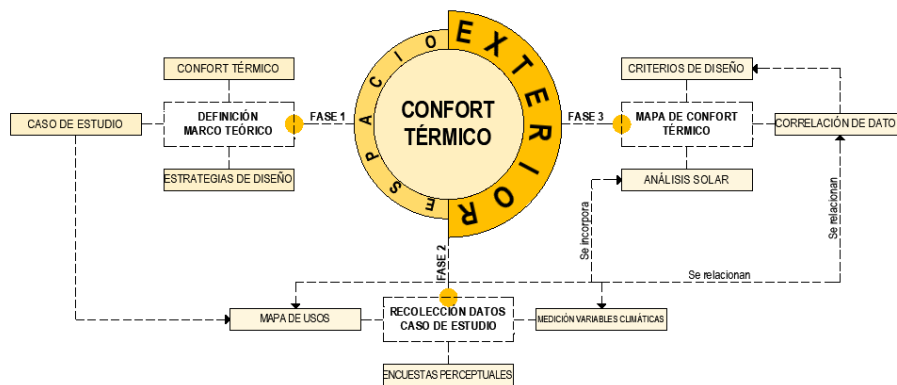 ESPACIO
EXTERIOR
CONFORT
TÉRMICO
FASE 1
CONFORT TÉRMICO
DEFINICIÓN
MARCO TEÓRICO
CASO DE ESTUDIO
ESTRATEGIAS DE DISEÑO
FASE 3
CRITERIOS DE DISEÑO
MAPA DE CONFORT
TÉRMICO
CORRELACIÓN DE DATO
ANÁLISIS SOLAR
Se incorpora
Se relacionan
Se relacionan
FASE 2
MAPA DE USOS
RECOLECCIÓN DATOS
CASO DE ESTUDIO
MEDICIÓN VARIABLES CLIMÁTICAS
ENCUESTAS PERCEPTUALES